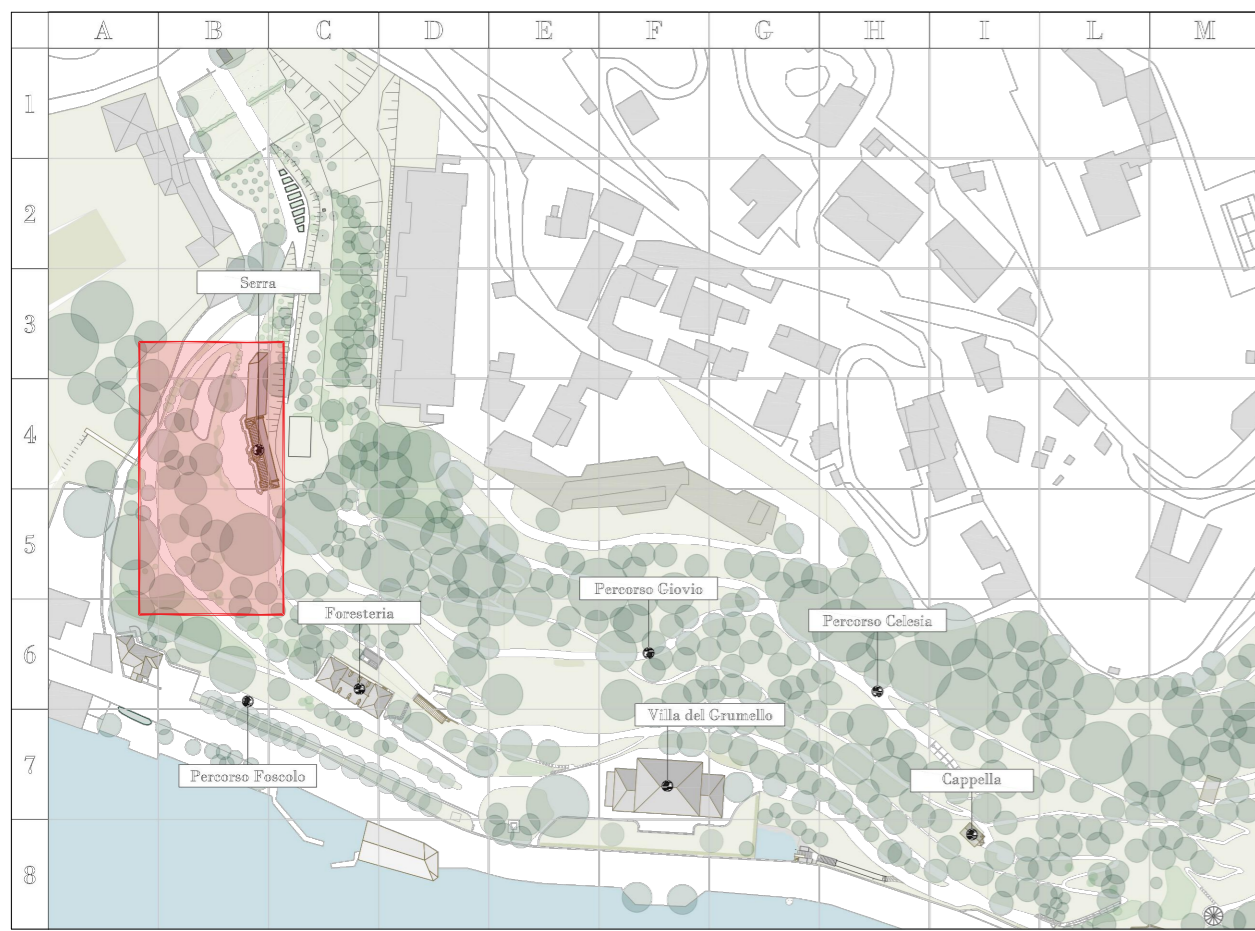 A B C D E F G H I L M
1
2
Serra
3
4
5
Percorso Giovio
Foresteria
Percorso Celesia
6
Villa del Grumello
7
Percorso Foscolo
Cappella
8